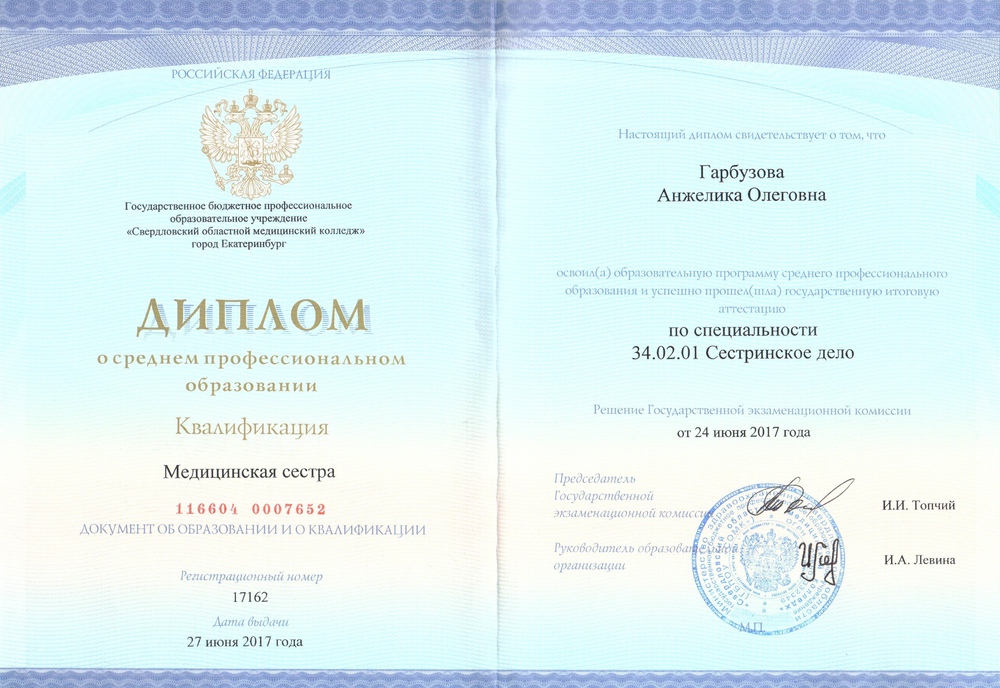 РОССИЙСКАЯ ФЕДЕРАЦИЯ
Государственное бюджетное профессиональное
образовательное учреждение
«Свердловский областной медицинский колледж»
город Екатеринбург
ДИПЛОМ
о среднем профессиональном
образовании
Квалификация
Медицинская сестра
116604 0007652
ДОКУМЕНТ ОБ ОБРАЗОВАНИИ И О КВАЛИФИКАЦИИ
Регистрационный номер
17162
Дата выдачи
27 июня 2017 года
Настоящий диплом свидетельствует о том, что
Гарбузова
Анжелика Олеговна
освоил(а) образовательную программу среднего профессионального
образования и успешно прошел(шла) государственную итоговую
аттестацию
по специальности
34.02.01 Сестринское дело
Решение Государственной экзаменационной комиссии
от 24 июня 2017 года
Председатель
Государственной
экзаменационной комиссии
И.И. Топчий
Руководитель образовательной
организации
И.А. Левина
М.П.